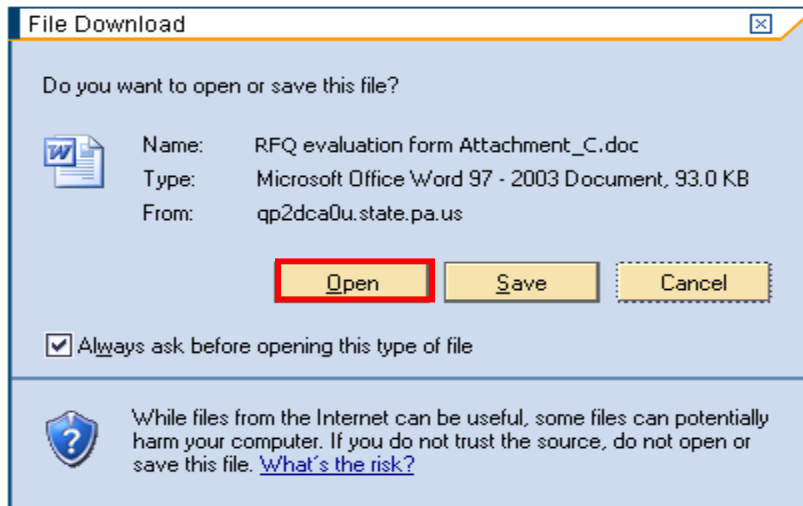 File Download
Do you want to open or save this file?
Name: RFQ evaluation form Attachment_C.doc
Type: Microsoft Office Word 97 - 2003 Document, 93.0 KB
From: qp2dca0u.state.pa.us
Open Save Cancel
Always ask before opening this type of file
While files from the Internet can be useful, some files can potentially
harm your computer. If you do not trust the source, do not open or
save this file. What's the risk?